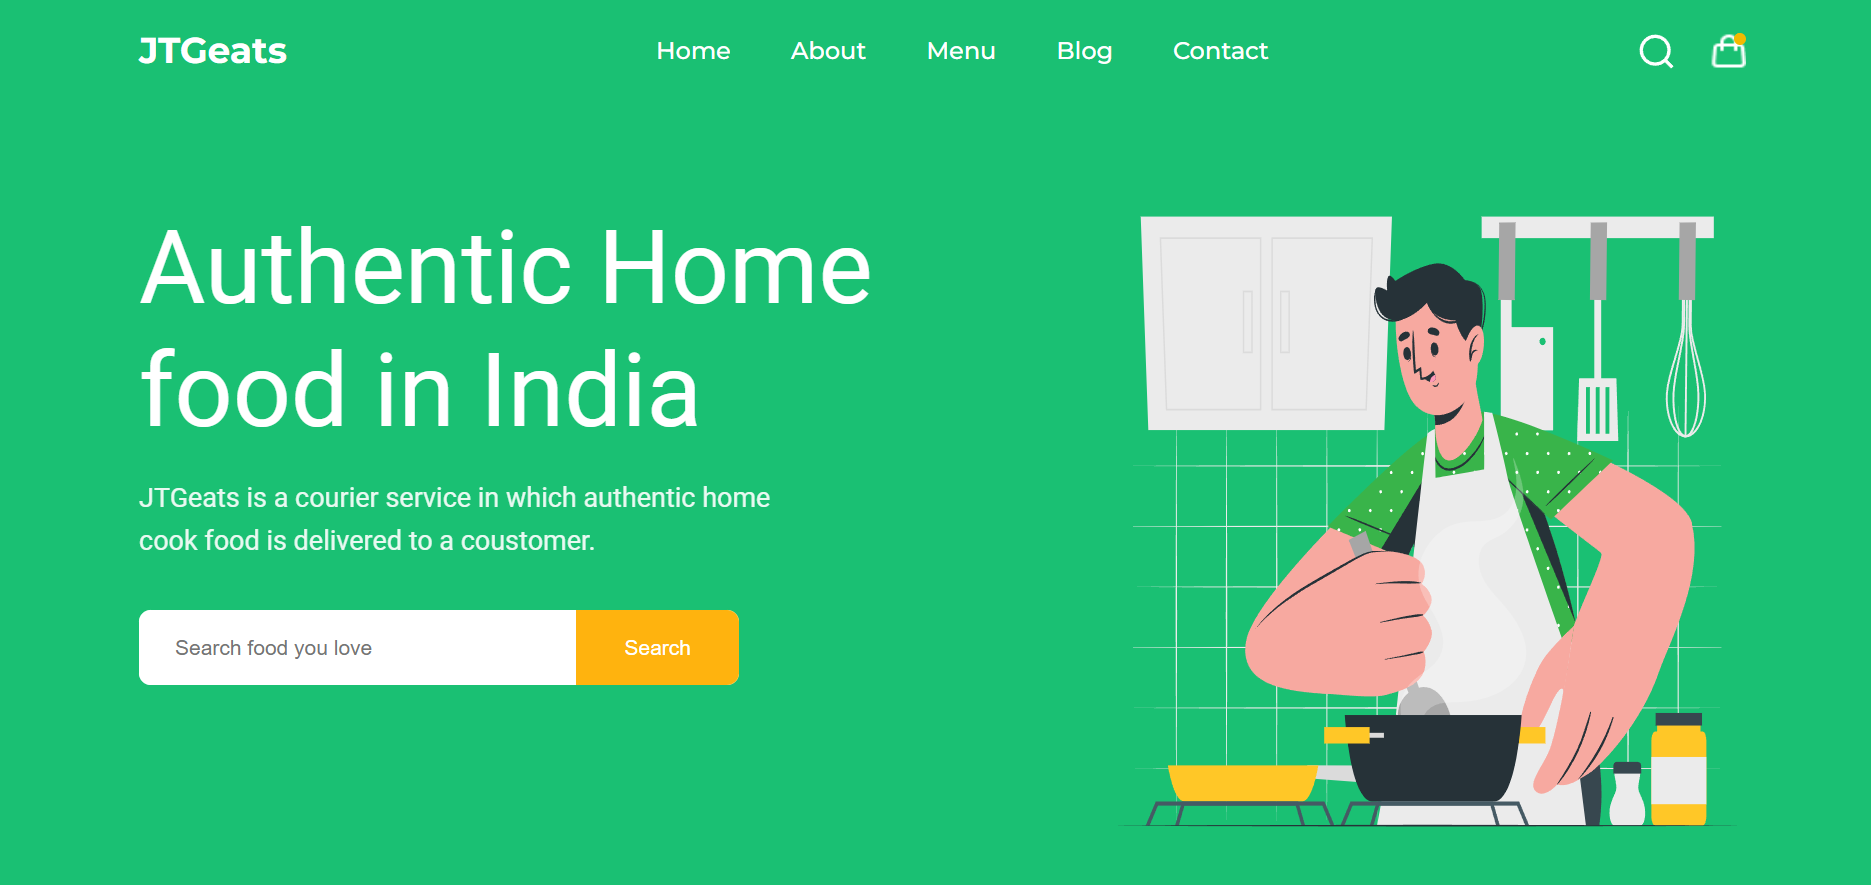 JTGeats
Home About Menu Blog Contact
Authentic Home
food in India
JTGeats is a courier service in which authentic home
cook food is delivered to a coustomer.
Search food you love
Search